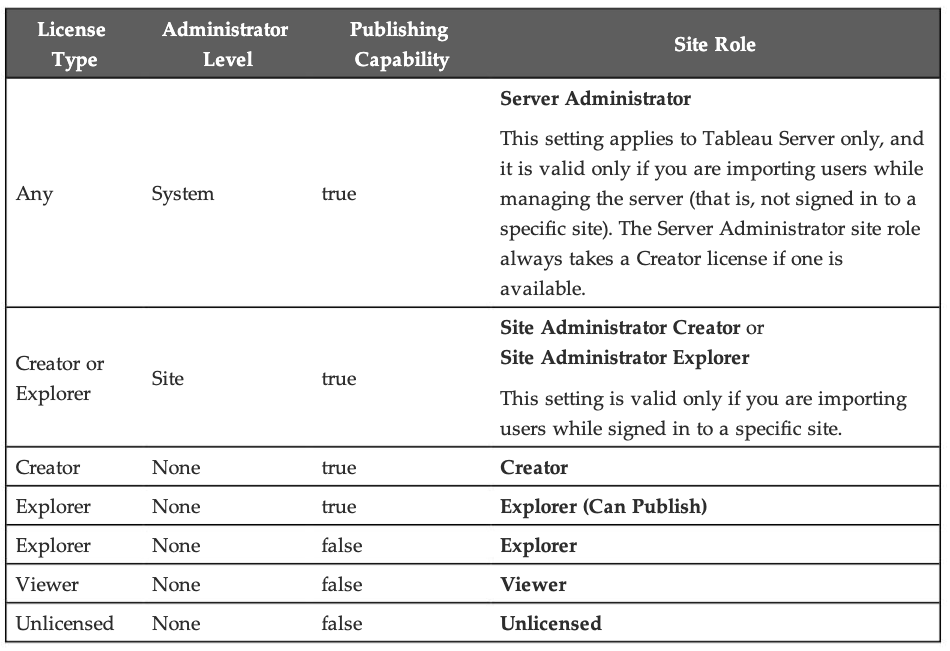 License Type
Administrator Level
Publishing Capability
Site Role
Any
System
true
Server Administrator
This setting applies to Tableau Server only, and
it is valid only if you are importing users while
managing the server (that is, not signed in to a
specific site). The Server Administrator site role
always takes a Creator license if one is
available.
Creator or
Explorer
Site
true
Site Administrator Creator or
Site Administrator Explorer
This setting is valid only if you are importing
users while signed in to a specific site.
Creator None true Creator
Explorer None true Explorer (Can Publish)
Explorer None false Explorer
Viewer None false Viewer
Unlicensed None false Unlicensed